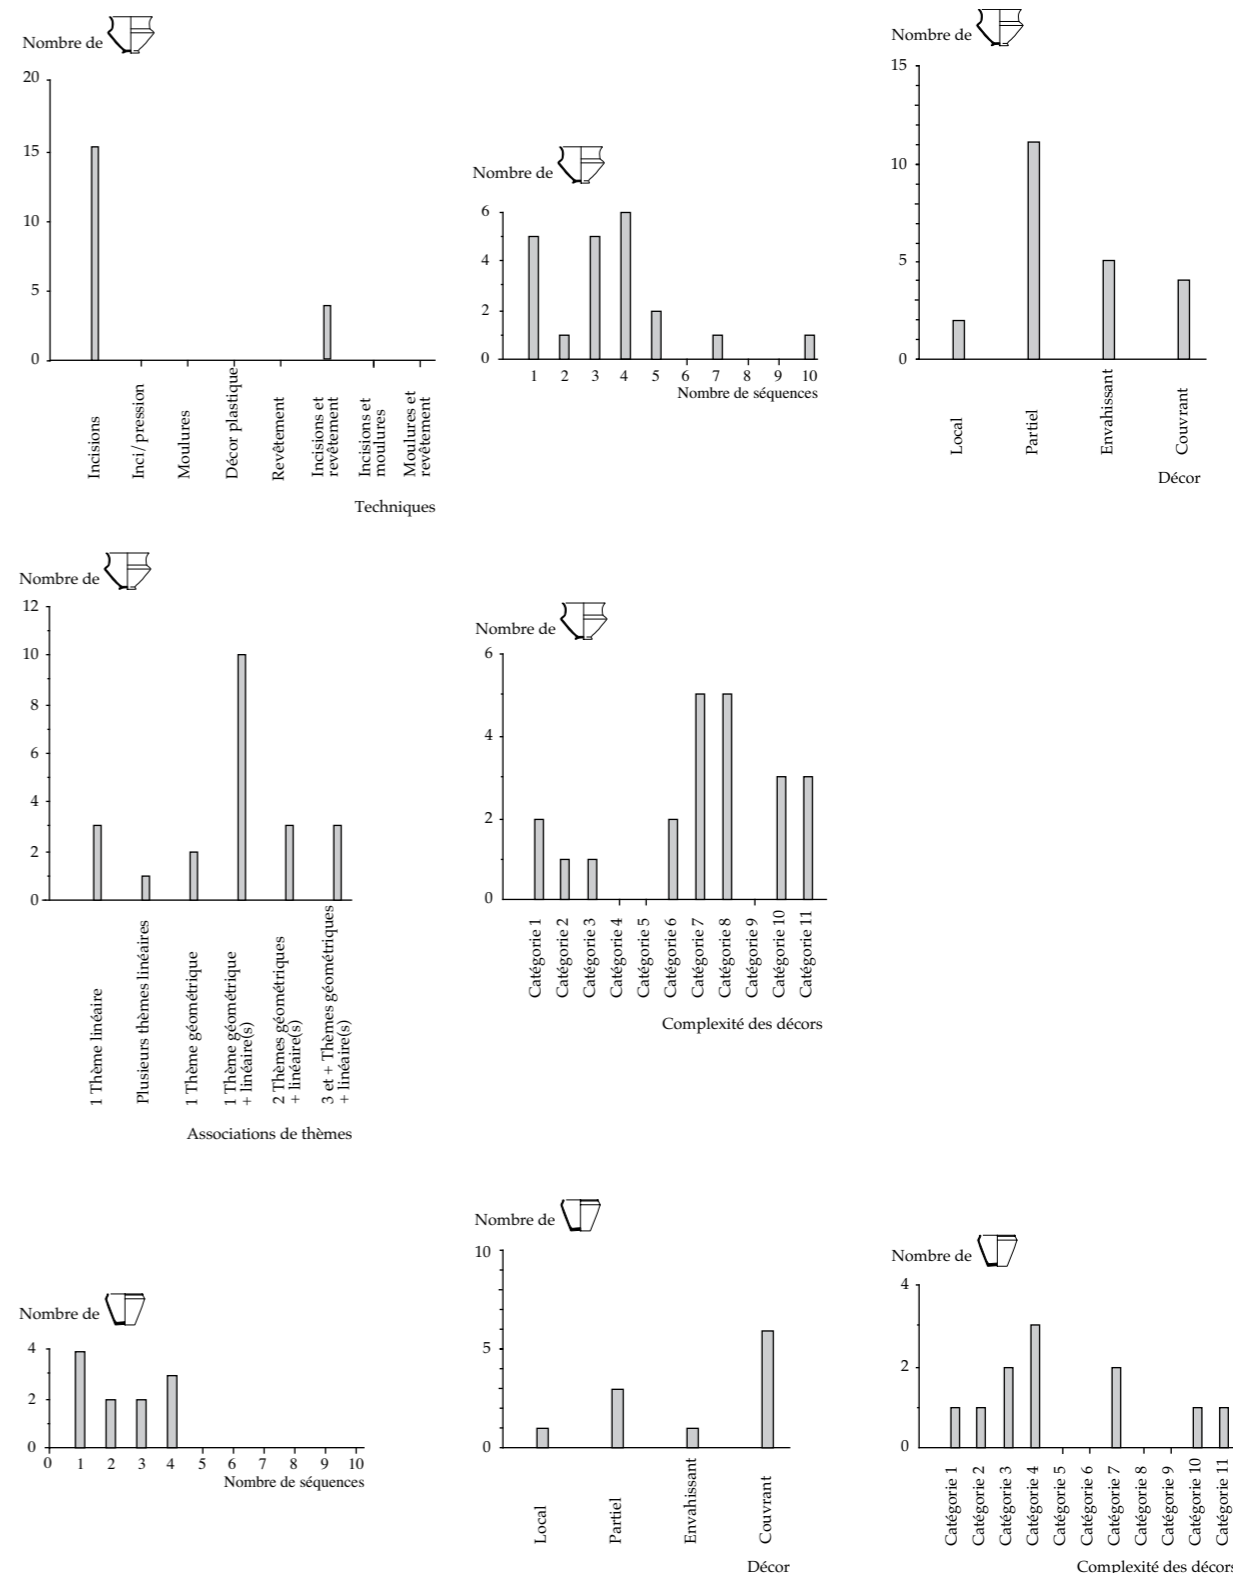 Nombre de
20
15
10
5
0
Incisions
Inci/pression
Moulures
Décor plastique
Revêtement
Incisions et
revêtement
Incisions et
moulures
Moulures et
revêtement
Techniques
Nombre de
6
4
2
0
1 2 3 4 5 6 7 8 9 10
Nombre de séquences
Nombre de
15
10
5
0
Local
Partiel
Envahissant
Couvrant
Décor
Nombre de
12
10
8
6
4
2
0
1 Thème linéaire
Plusieurs thèmes linéaires
1 Thème géométrique
1 Thème géométrique
+ linéaire(s)
2 Thèmes géométriques
+ linéaire(s)
3 et + Thèmes géométriques
+ linéaire(s)
Associations de thèmes
Nombre de
6
4
2
0
Catégorie 1
Catégorie 2
Catégorie 3
Catégorie 4
Catégorie 5
Catégorie 6
Catégorie 7
Catégorie 8
Catégorie 9
Catégorie 10
Catégorie 11
Complexité des décors
Nombre de
4
2
0
0 1 2 3 4 5 6 7 8 9 10
Nombre de séquences
Nombre de
10
5
0
Local
Partiel
Envahissant
Couvrant
Décor
Nombre de
4
2
0
Catégorie 1
Catégorie 2
Catégorie 3
Catégorie 4
Catégorie 5
Catégorie 6
Catégorie 7
Catégorie 8
Catégorie 9
Catégorie 10
Catégorie 11
Complexité des décors